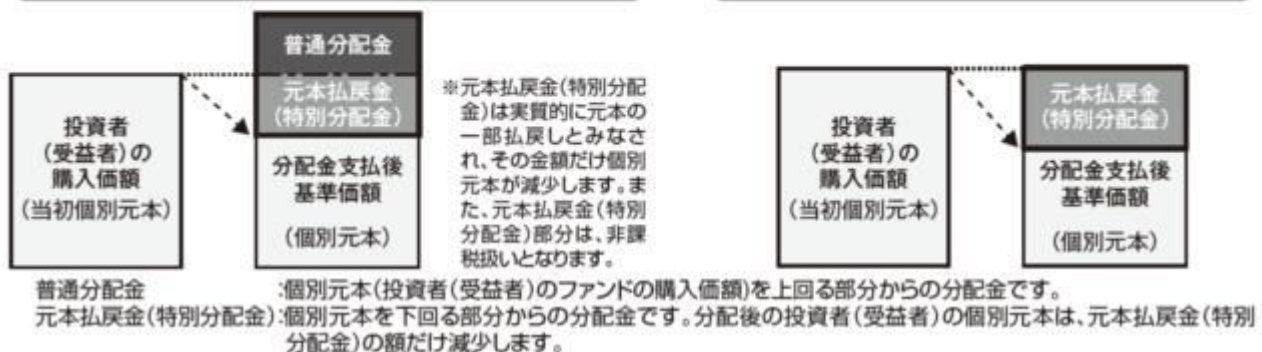 普通分配金
元本払戻金
(特別分配金)
投資者
(受益者)の
購入価額
(当初個別元本)
分配金支払後
基準価額
(個別元本)
※元本払戻金(特別分配
金)は実質的に元本の
一部払戻しとみなさ
れ、その金額だけ個別
元本が減少します。ま
た、元本払戻金(特別
分配金)部分は、非課
税扱いとなります。
投資者
(受益者)の
購入価額
(当初個別元本)
元本払戻金
(特別分配金)
分配金支払後
基準価額
(個別元本)
普通分配金 :個別元本(投資者(受益者)のファンドの購入価額)を上回る部分からの分配金です。
元本払戻金(特別分配金):個別元本を下回る部分からの分配金です。分配後の投資者(受益者)の個別元本は、元本払戻金(特別
分配金)の額だけ減少します。